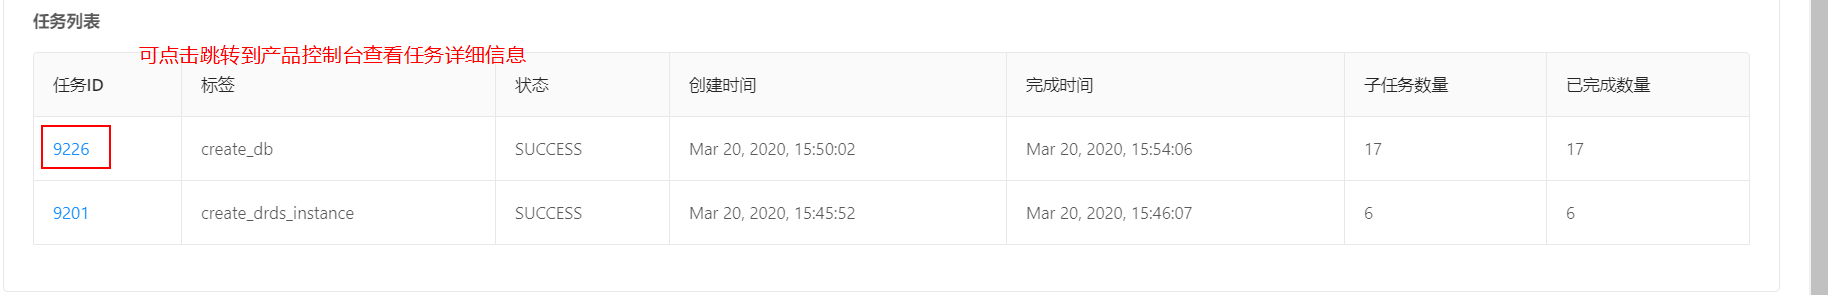 任务列表
可点击跳转到产品控制台查看任务详细信息
任务ID 标签 状态 创建时间 完成时间 子任务数量 已完成数量
9226 create_db SUCCESS Mar 20, 2020, 15:50:02 Mar 20, 2020, 15:54:06 17 17
9201 create_drds_instance SUCCESS Mar 20, 2020, 15:45:52 Mar 20, 2020, 15:46:07 6 6